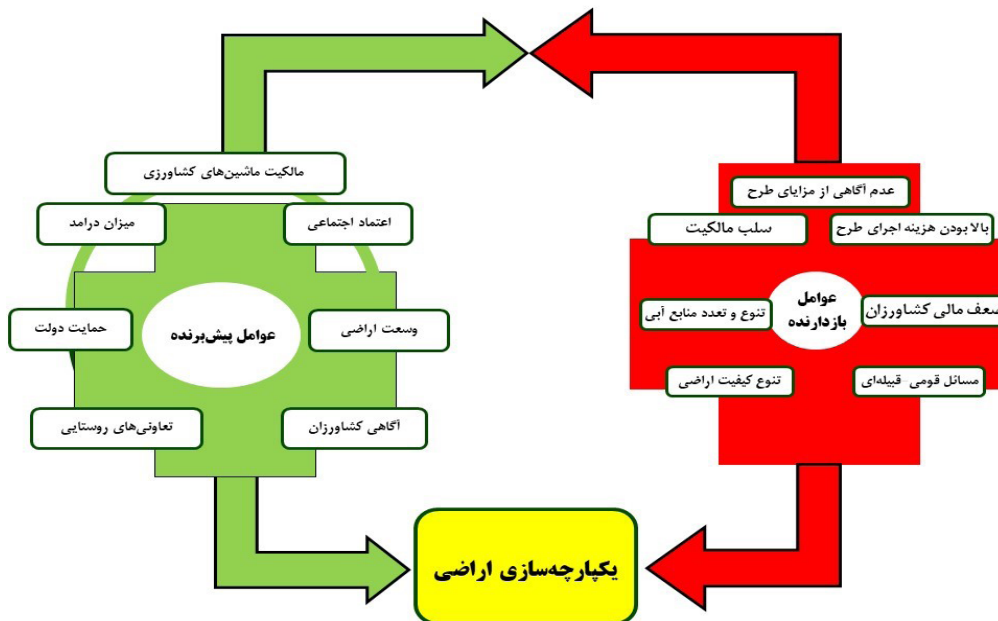 مالکیت ماشین‌های کشاورزی
اعتماد اجتماعی
میزان درامد
وسعت اراضی
عوامل پیش‌برنده
حمایت دولت
آگاهی کشاورزان
تعاونی‌های روستایی
عدم آگاهی از مزایای طرح
بالا بودن هزینه اجرای طرح
سلب مالکیت
ضعف مالی کشاورزان
عوامل
بازدارنده
تنوع و تعدد منابع آبی
مسائل قومی-قبیله‌ای
تنوع کیفیت اراضی
یکپارچه‌سازی اراضی